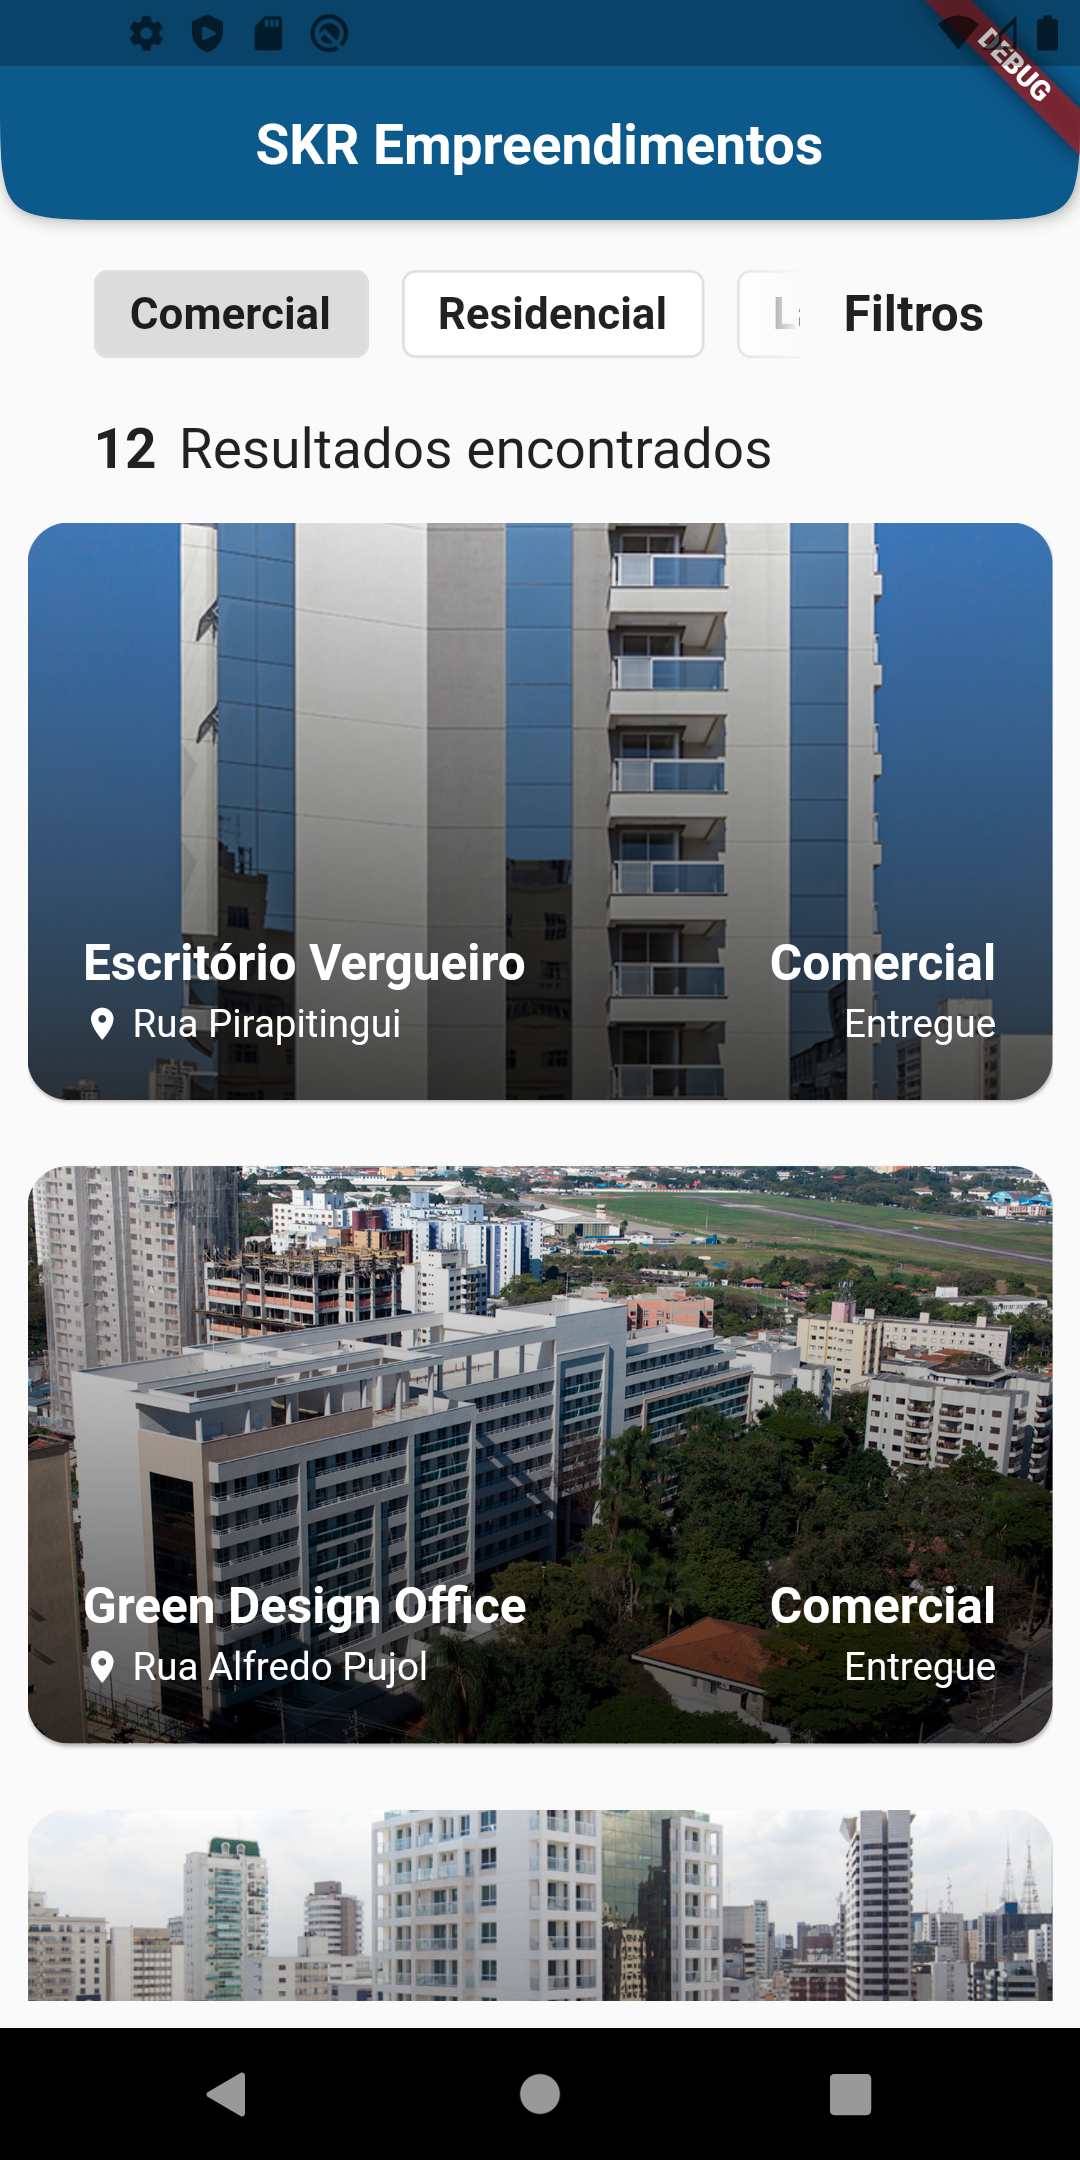 DEBUG
SKR Empreendimentos
Comercial
Residencial
Filtros
12 Resultados encontrados
Escritório Vergueiro
Comercial
Rua Pirapitingui
Entregue
Green Design Office
Comercial
Rua Alfredo Pujol
Entregue